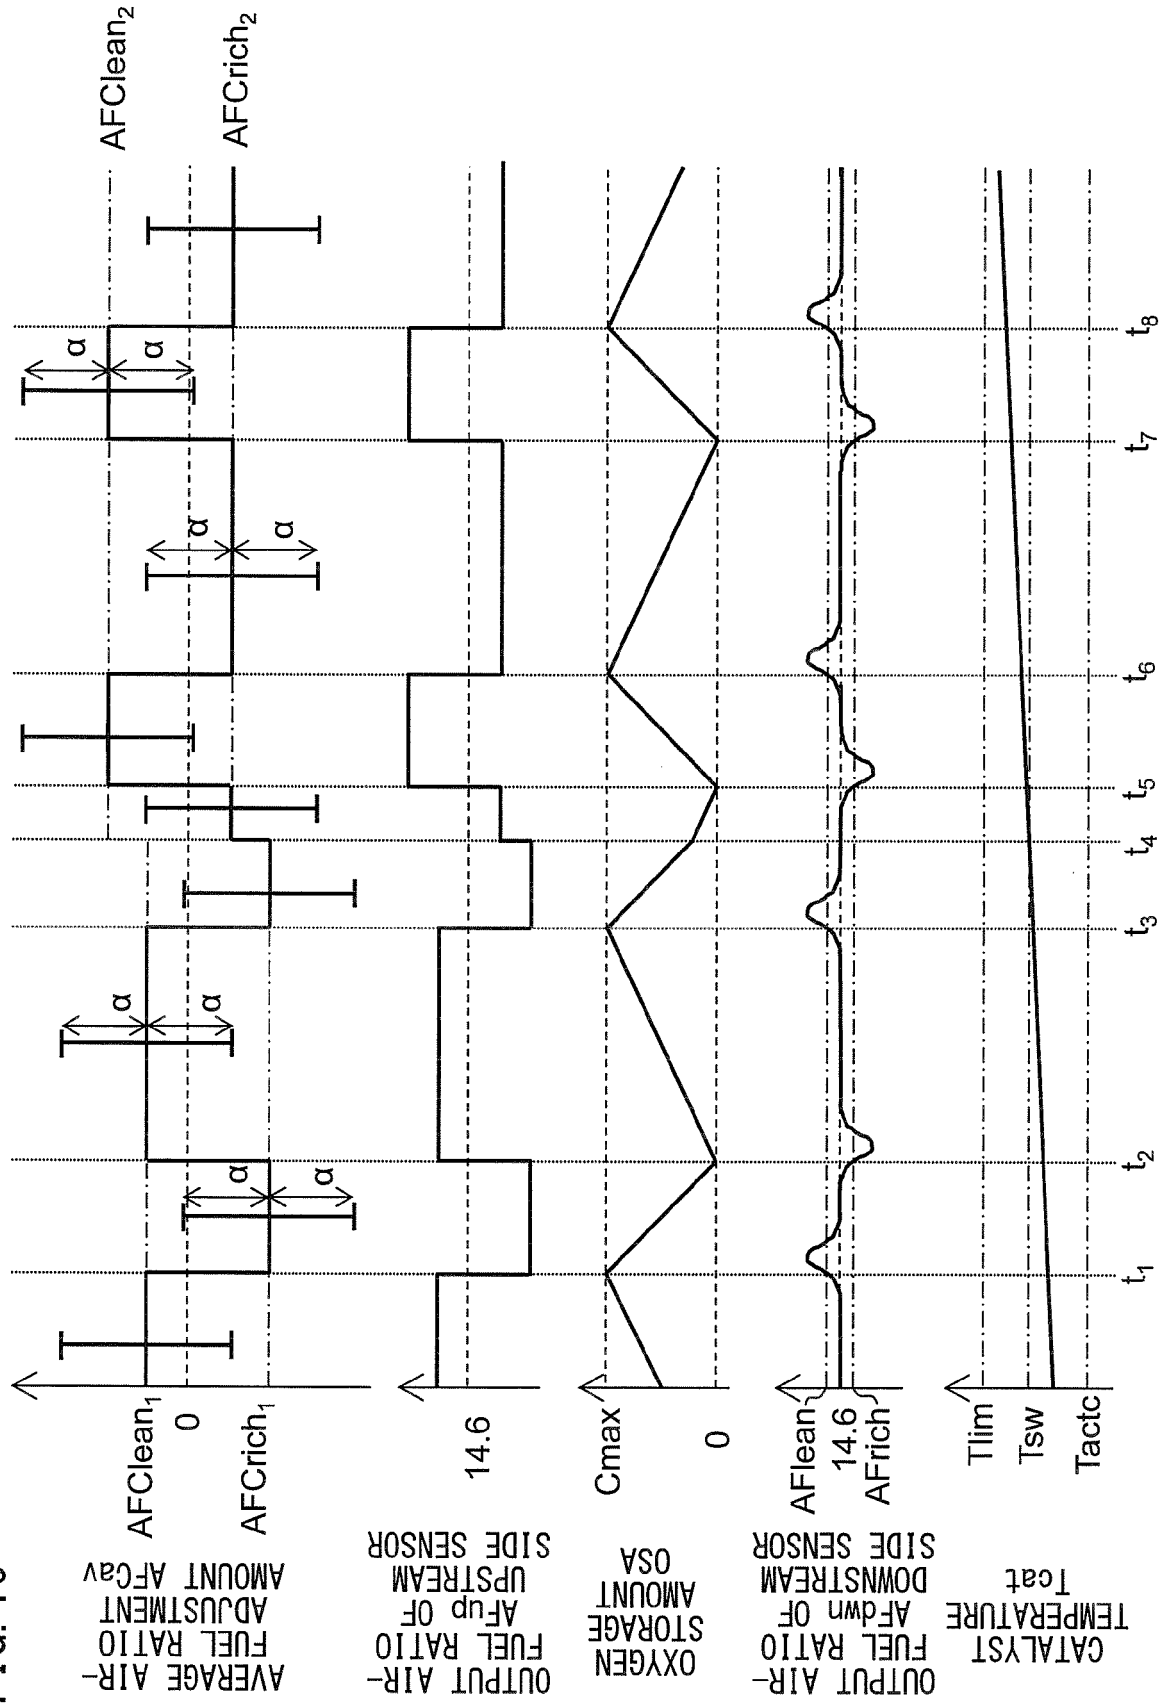 AVERAGE AIR-
FUEL RATIO
ADJUSTMENT
AMOUNT AFCav
AFClean₁
0
AFCrich₁
α
α
α
α
α
α
α
α
AFClean₂
AFCrich₂
OUTPUT AIR-
FUEL RATIO
AFup OF
UPSTREAM
SIDE SENSOR
14.6
OXYGEN
STORAGE
AMOUNT
OSA
Cmax
0
OUTPUT AIR-
FUEL RATIO
AFdwn OF
DOWNSTREAM
SIDE SENSOR
AFlean
14.6
AFrich
CATALYST
TEMPERATURE
Tcat
Tlim
Tsw
Tactc
t₁ t₂ t₃ t₄ t₅ t₆ t₇ t₈